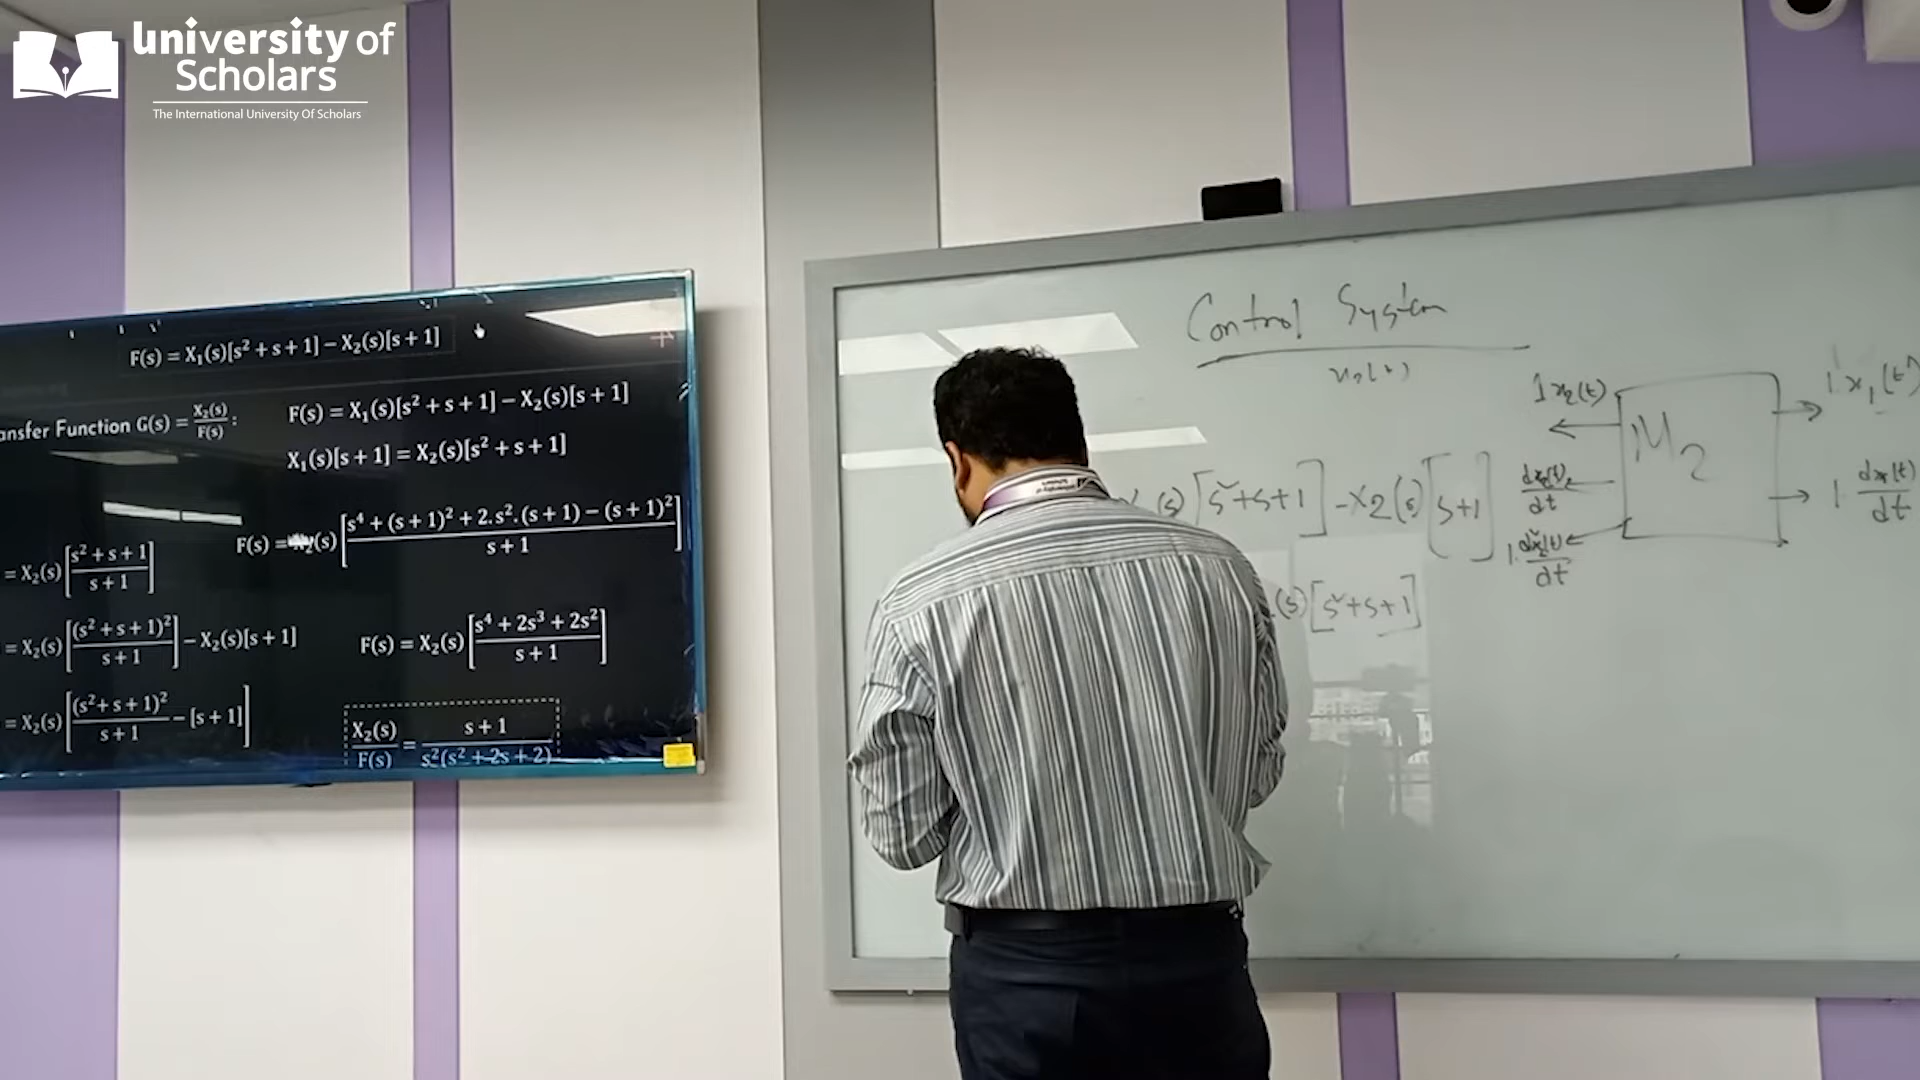 university of
Scholars
The International University Of Scholars
F(s) = X₁(s)[s² + s + 1] − X₂(s)[s + 1]
ansfer Function G(s) = X₂(s)/F(s) :
F(s) = X₁(s)[s² + s + 1] − X₂(s)[s + 1]
X₁(s)[s + 1] = X₂(s)[s² + s + 1]
= X₂(s) [(s² + s + 1)/(s + 1)]
F(s) = X₂(s) [(s⁴ + (s + 1)² + 2.s².(s + 1) − (s + 1)²)/(s + 1)]
= X₂(s) [(s² + s + 1)²/(s + 1)] − X₂(s)[s + 1]
F(s) = X₂(s) [(s⁴ + 2s³ + 2s²)/(s + 1)]
= X₂(s) [(s² + s + 1)²/(s + 1) − [s + 1]]
X₂(s)/F(s) = (s + 1)/(s²(s² + 2s + 2))
Control System
x₂(t)
(s) [s² + s + 1] − X₂(s) [s + 1]
(s) [s² + s + 1]
1 x₂(t)
M₂
1. x₁(t)
dx₂(t)/dt
1. dx₁(t)/dt
1. d²x₂(t)/dt